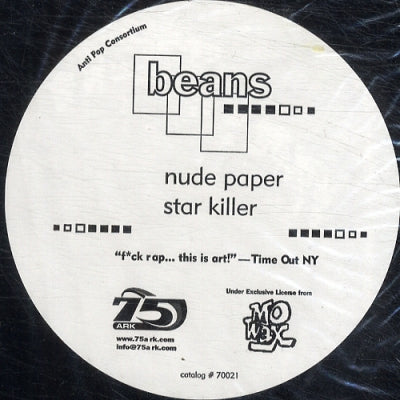 Anti Pop Consortium
beans
nude paper
star killer
“f*ck rap... this is art!”—Time Out NY
75
ARK
www.75ark.com
info@75ark.com
Under Exclusive License from
MO
Wax
catalog # 70021